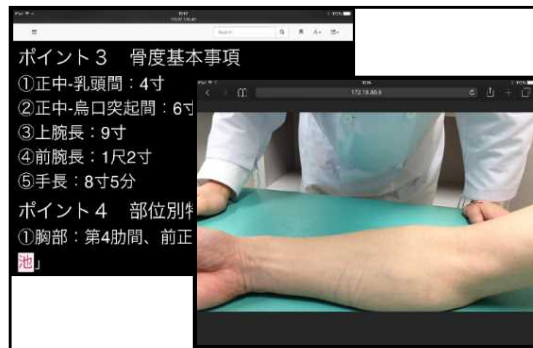 Search
ポイント3 骨度基本事項
①正中-乳頭間：4寸
②正中-烏口突起間：6寸
③上腕長：9寸
④前腕長：1尺2寸
⑤手長：8寸5分
ポイント4 部位別
①胸部：第4肋間、前正
池」